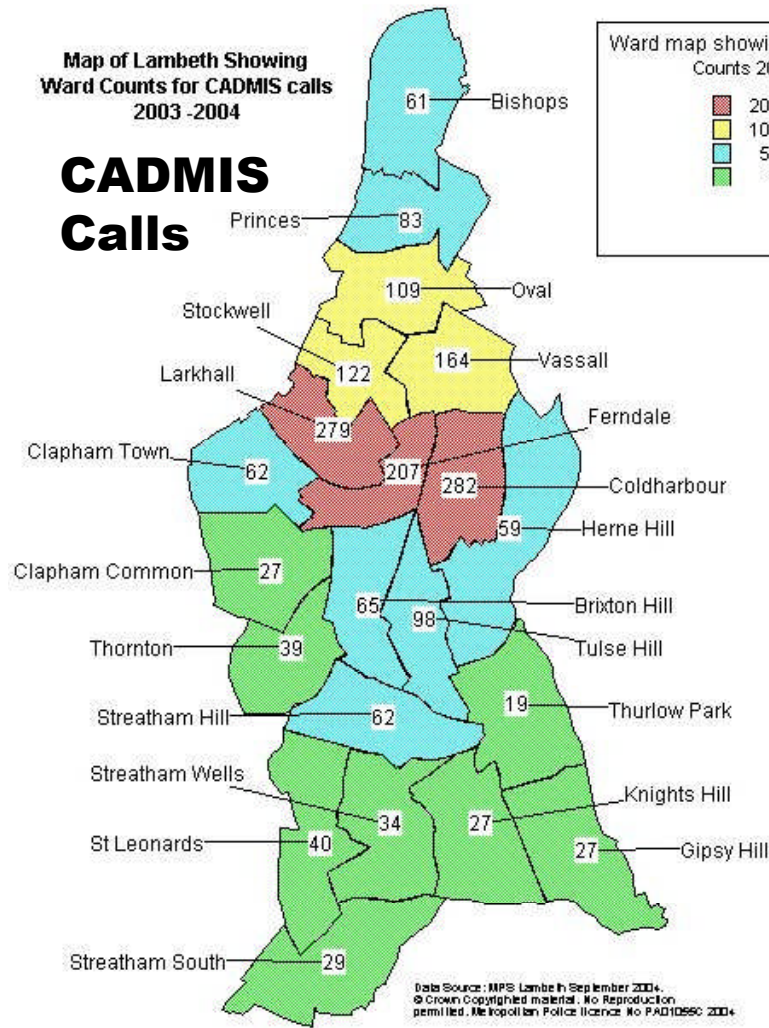 Map of Lambeth Showing
Ward Counts for CADMIS calls
2003 -2004
CADMIS
Calls
Ward map showi
Counts 20
20
10
5
61 Bishops
Princes 83
109 Oval
Stockwell
122
164 Vassall
Larkhall
279
Ferndale
207
Clapham Town
62
282
Coldharbour
59 Herne Hill
Clapham Common 27
65 Brixton Hill
98
Tulse Hill
Thornton 39
19
Thurlow Park
Streatham Hill 62
Streatham Wells
34
Knights Hill
27
St Leonards 40
27 Gipsy Hill
Streatham South 29
Data Source: MPS Lambeth September 2004.
© Crown Copyrighted material. No Reproduction
permitted. Metropolitan Police licence No PA01055C 2004